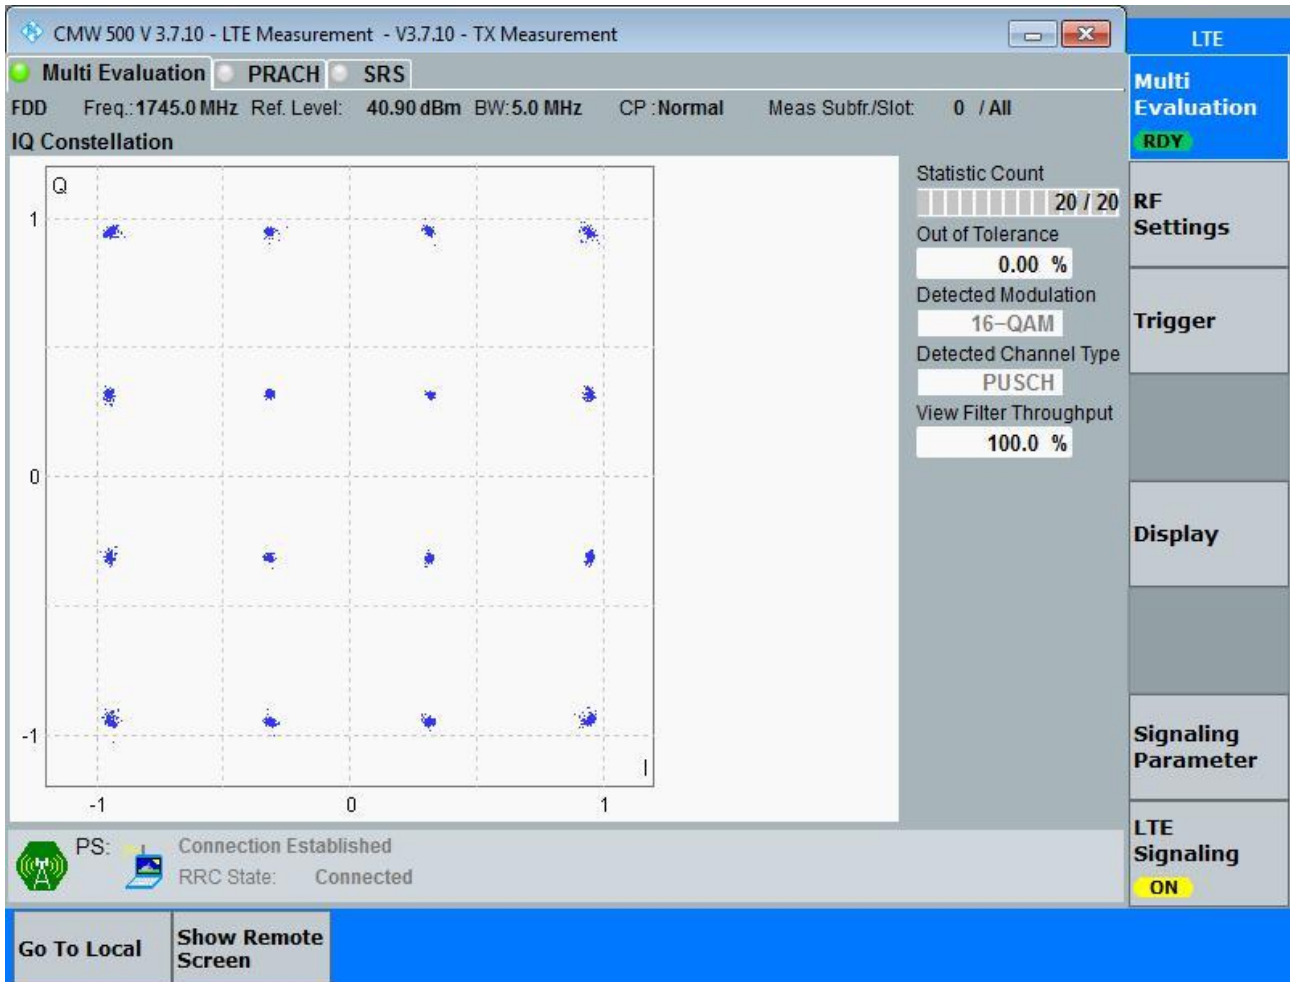 CMW 500 V 3.7.10 - LTE Measurement - V3.7.10 - TX Measurement
LTE
Multi Evaluation PRACH SRS
FDD Freq.: 1745.0 MHz Ref. Level: 40.90 dBm BW: 5.0 MHz CP : Normal Meas Subfr./Slot: 0 / All
IQ Constellation
Q
1
0
-1
I
-1 0 1
Statistic Count
20 / 20
Out of Tolerance
0.00 %
Detected Modulation
16-QAM
Detected Channel Type
PUSCH
View Filter Throughput
100.0 %
Multi
Evaluation
RDY
RF
Settings
Trigger
Display
Signaling
Parameter
LTE
Signaling
ON
PS: Connection Established
RRC State: Connected
Go To Local
Show Remote
Screen